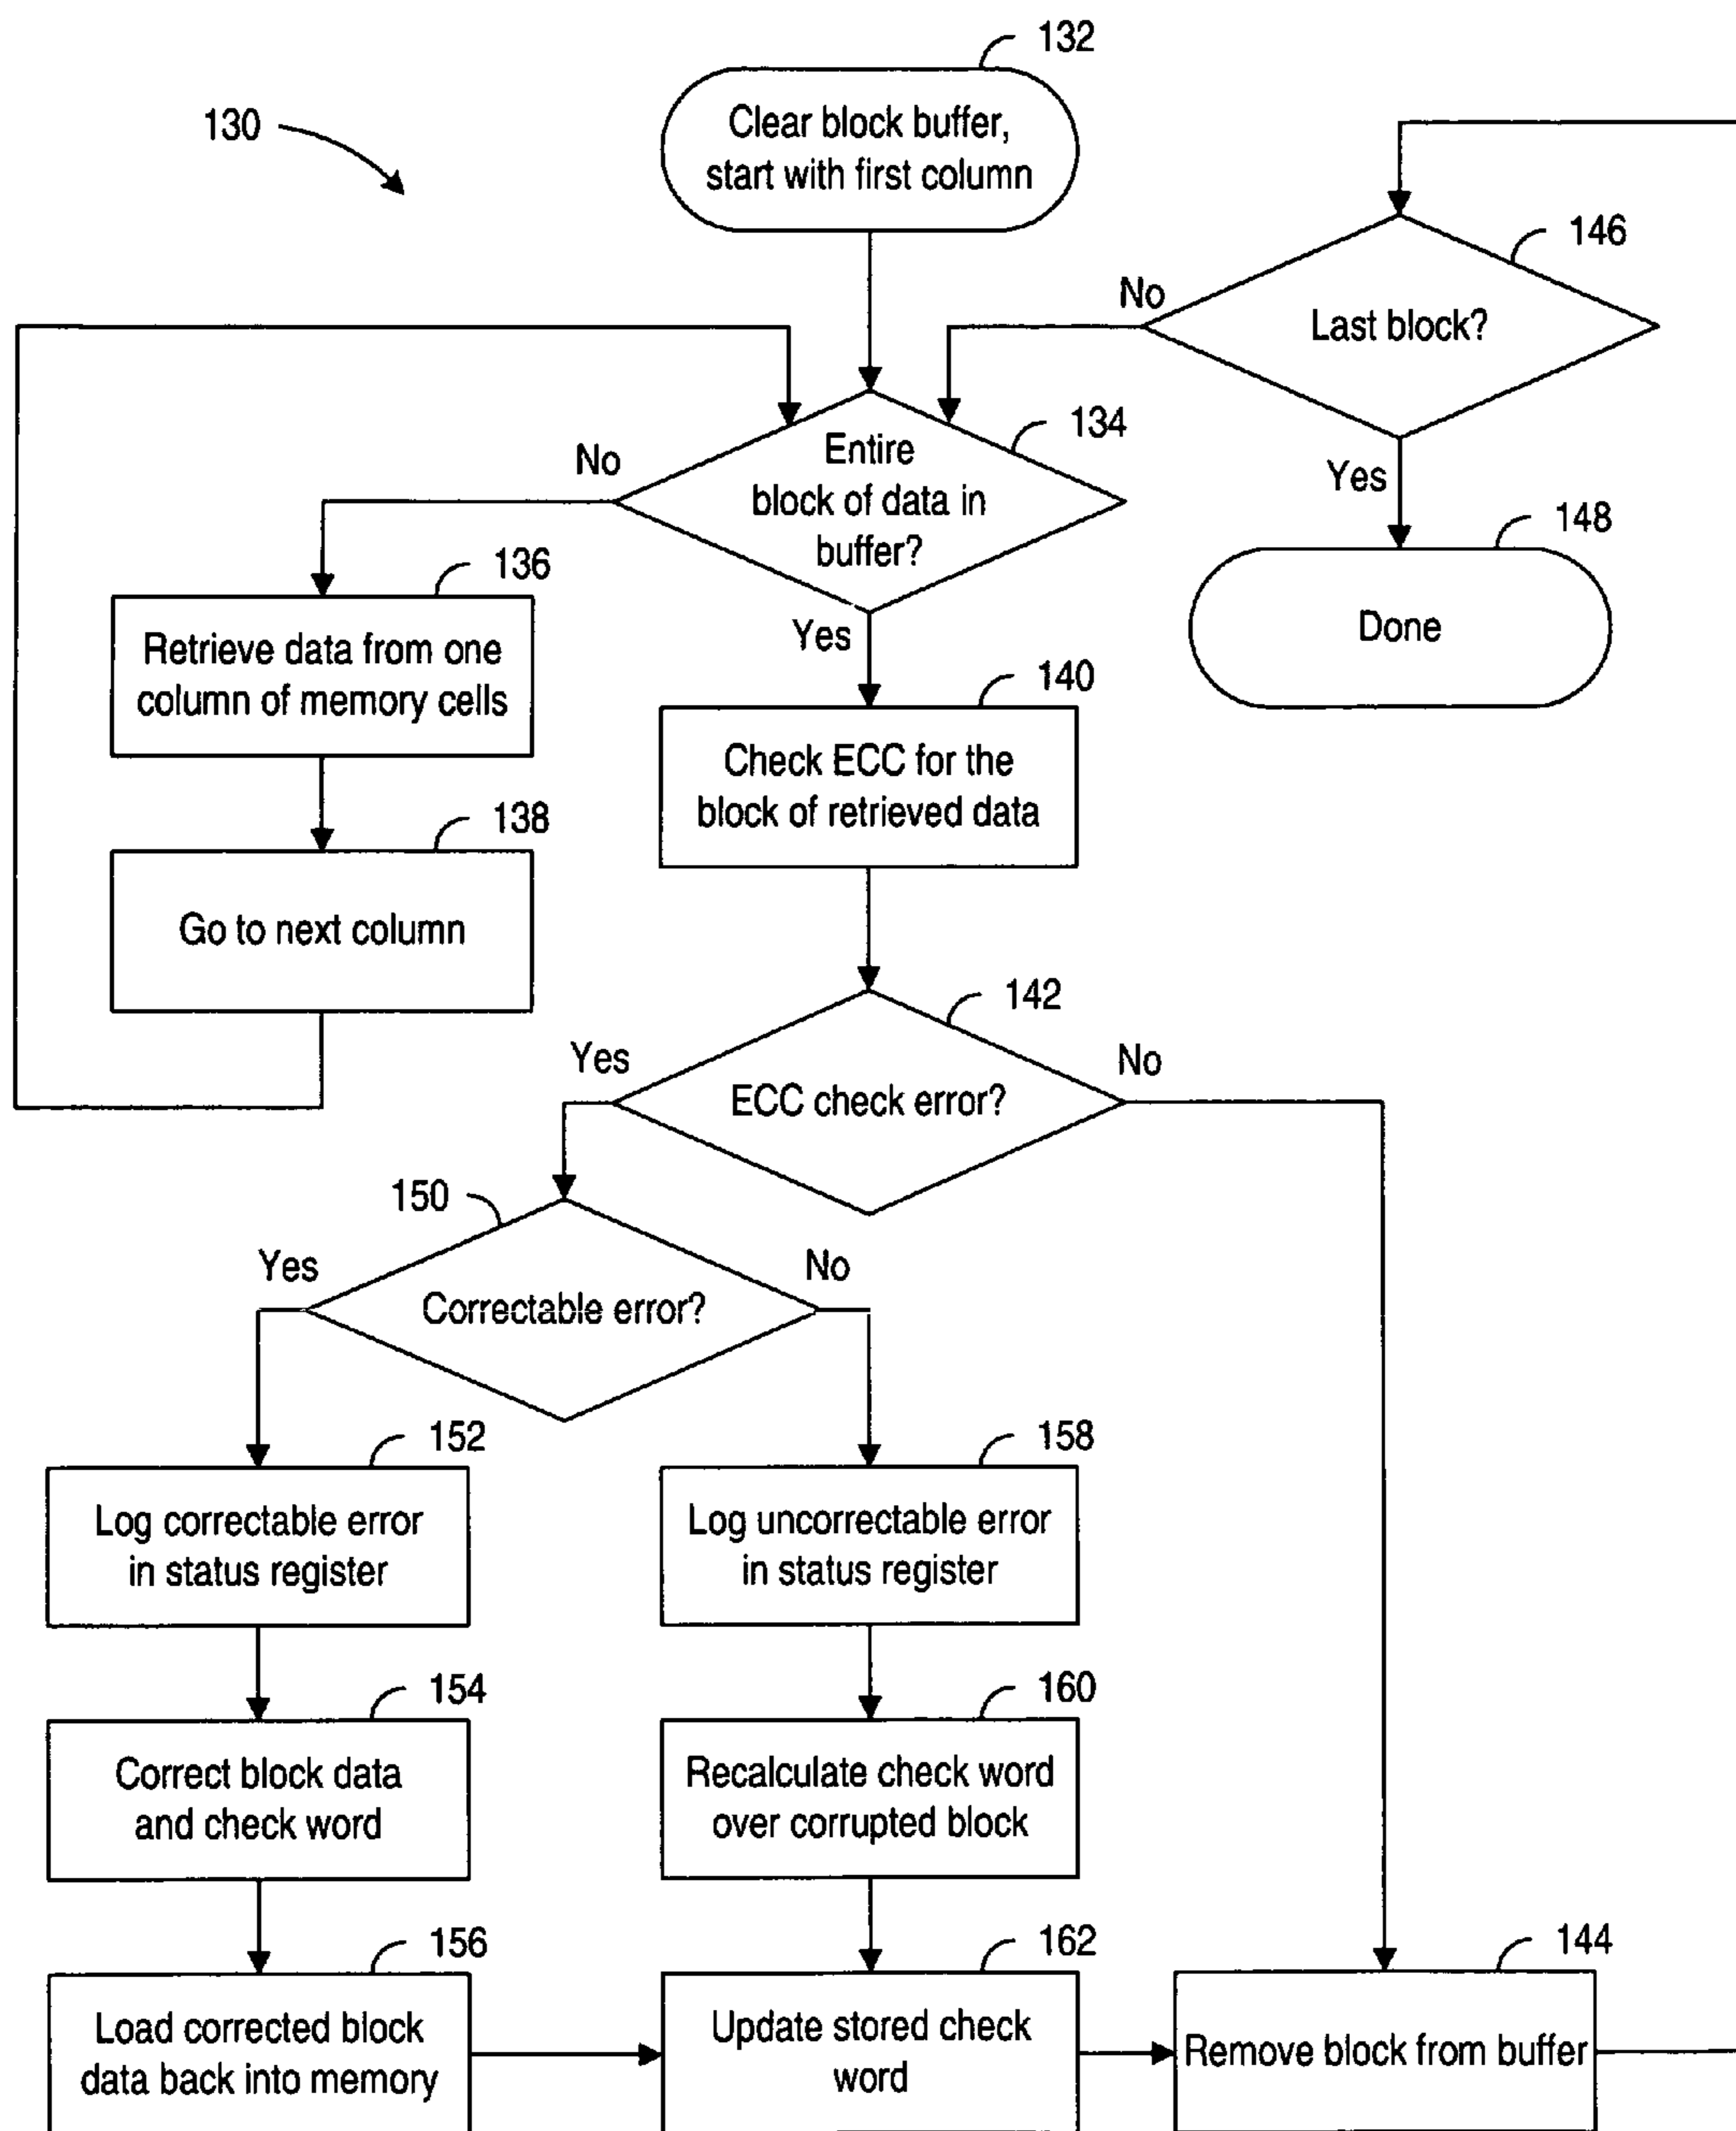 132
130
Clear block buffer,
start with first column
146
No
Last block?
134
No
Entire
block of data in
buffer?
Yes
148
136
Done
Yes
Retrieve data from one
column of memory cells
140
Check ECC for the
block of retrieved data
138
Go to next column
142
Yes
No
ECC check error?
150
Yes
No
Correctable error?
152
158
Log correctable error
in status register
Log uncorrectable error
in status register
154
160
Correct block data
and check word
Recalculate check word
over corrupted block
156
162
144
Load corrected block
data back into memory
Update stored check
word
Remove block from buffer